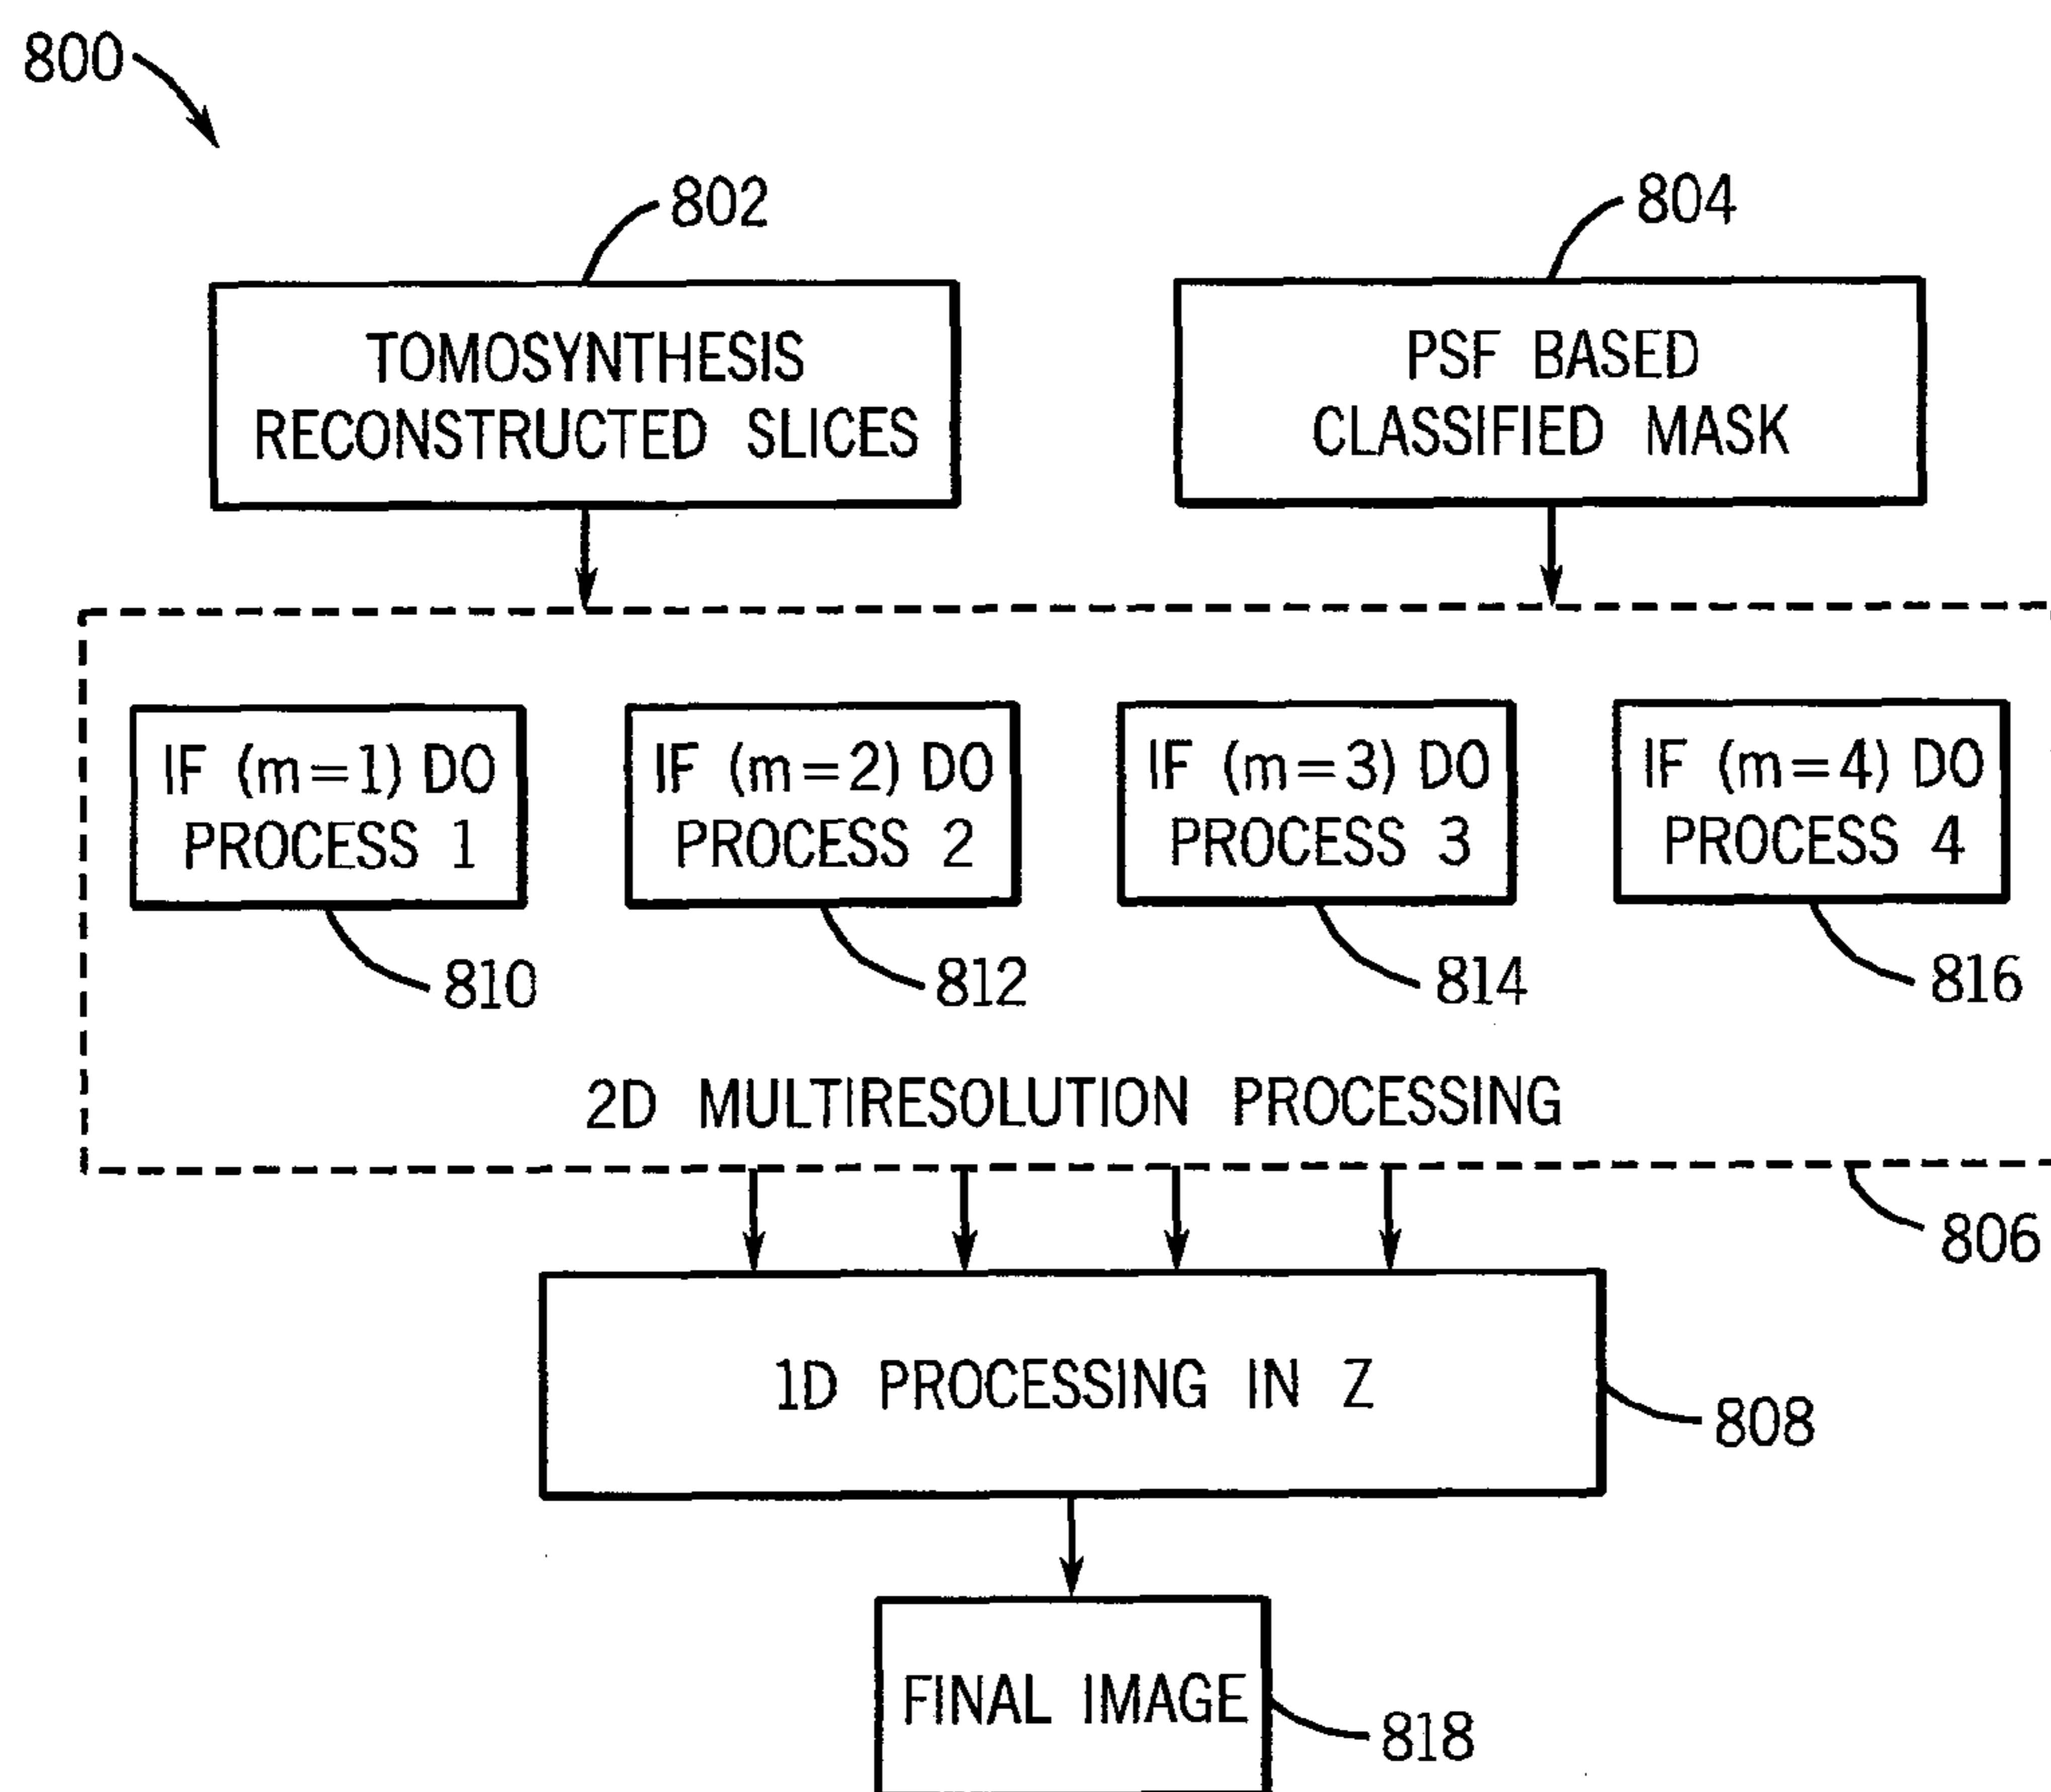 800
802
804
TOMOSYNTHESIS
RECONSTRUCTED SLICES
PSF BASED
CLASSIFIED MASK
IF (m=1) DO
PROCESS 1
IF (m=2) DO
PROCESS 2
IF (m=3) DO
PROCESS 3
IF (m=4) DO
PROCESS 4
810
812
814
816
2D MULTIRESOLUTION PROCESSING
806
1D PROCESSING IN Z
808
FINAL IMAGE
818